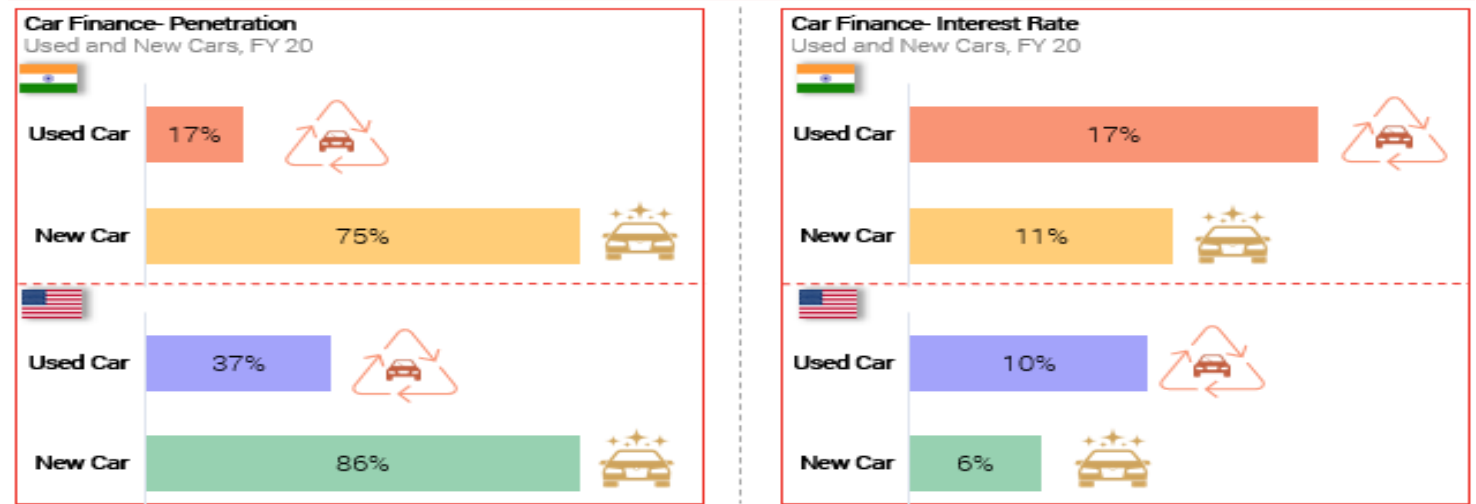 Car Finance- Penetration
Used and New Cars, FY 20
Used Car 17%
New Car 75%
Used Car 37%
New Car 86%
Car Finance- Interest Rate
Used and New Cars, FY 20
Used Car 17%
New Car 11%
Used Car 10%
New Car 6%